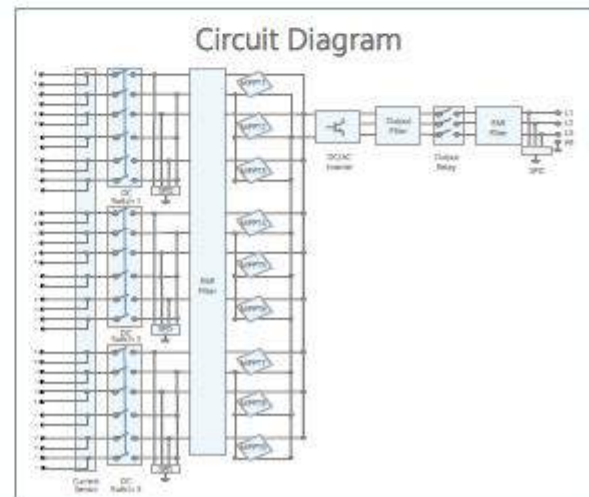 Circuit Diagram
MPPT1
MPPT2
MPPT3
DC
Switch 1
SPD
MPPT4
MPPT5
MPPT6
DC
Switch 2
SPD
MPPT7
MPPT8
MPPT9
Current
Sensor
DC
Switch 3
SPD
EMI
Filter
DC/AC
Inverter
Output
Filter
Output
Relay
EMI
Filter
L1
L2
L3
PE
SPD